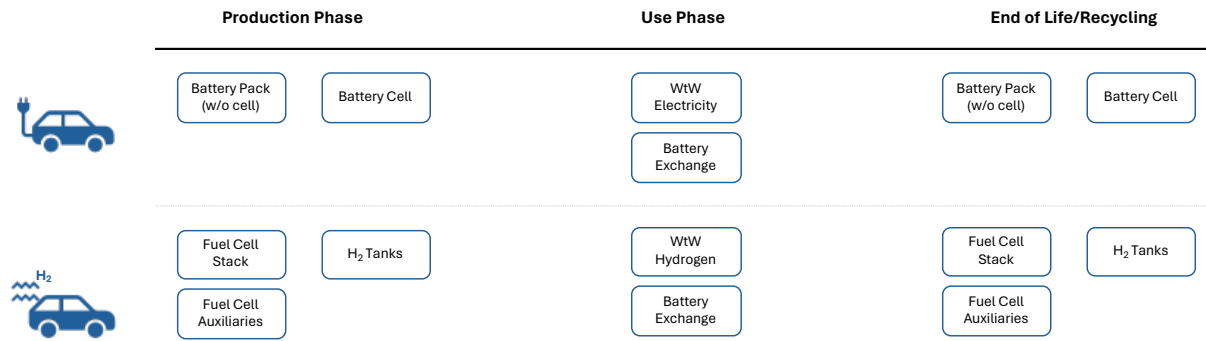 Production Phase
Use Phase
End of Life/Recycling
Battery Pack
(w/o cell)
Battery Cell
WtW
Electricity
Battery
Exchange
Battery Pack
(w/o cell)
Battery Cell
H₂
Fuel Cell
Stack
H₂ Tanks
Fuel Cell
Auxiliaries
WtW
Hydrogen
Battery
Exchange
Fuel Cell
Stack
H₂ Tanks
Fuel Cell
Auxiliaries